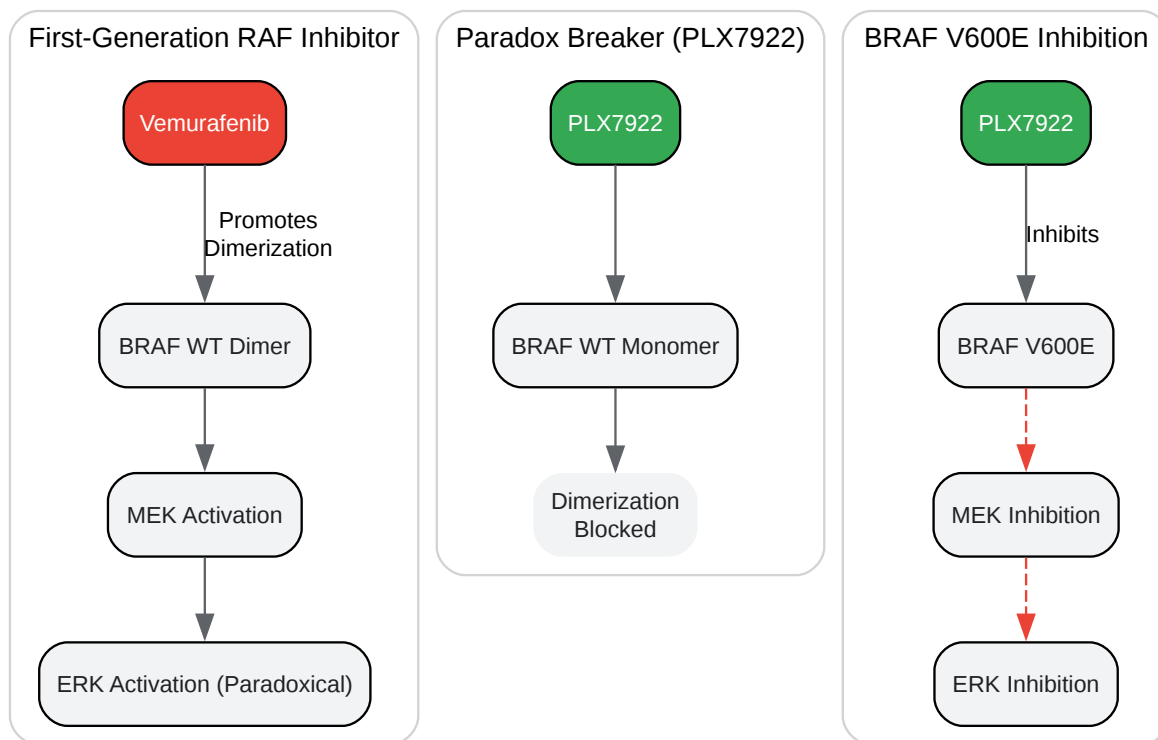 First-Generation RAF Inhibitor
Vemurafenib
Promotes
Dimerization
BRAF WT Dimer
MEK Activation
ERK Activation (Paradoxical)
Paradox Breaker (PLX7922)
PLX7922
BRAF WT Monomer
Dimerization
Blocked
BRAF V600E Inhibition
PLX7922
Inhibits
BRAF V600E
MEK Inhibition
ERK Inhibition